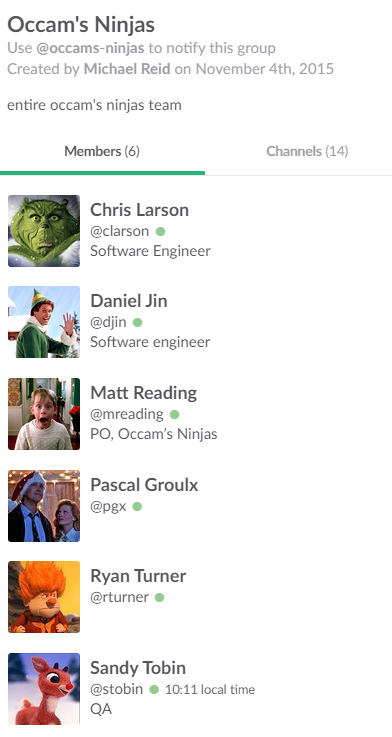 Occam's Ninjas
Use @occams-ninjas to notify this group
Created by Michael Reid on November 4th, 2015
entire occam's ninjas team
Members (6)
Channels (14)
Chris Larson
@clarson
Software Engineer
Daniel Jin
@djin
Software engineer
Matt Reading
@mreading
PO, Occam’s Ninjas
Pascal Groulx
@pgx
Ryan Turner
@rturner
Sandy Tobin
@stobin 10:11 local time
QA